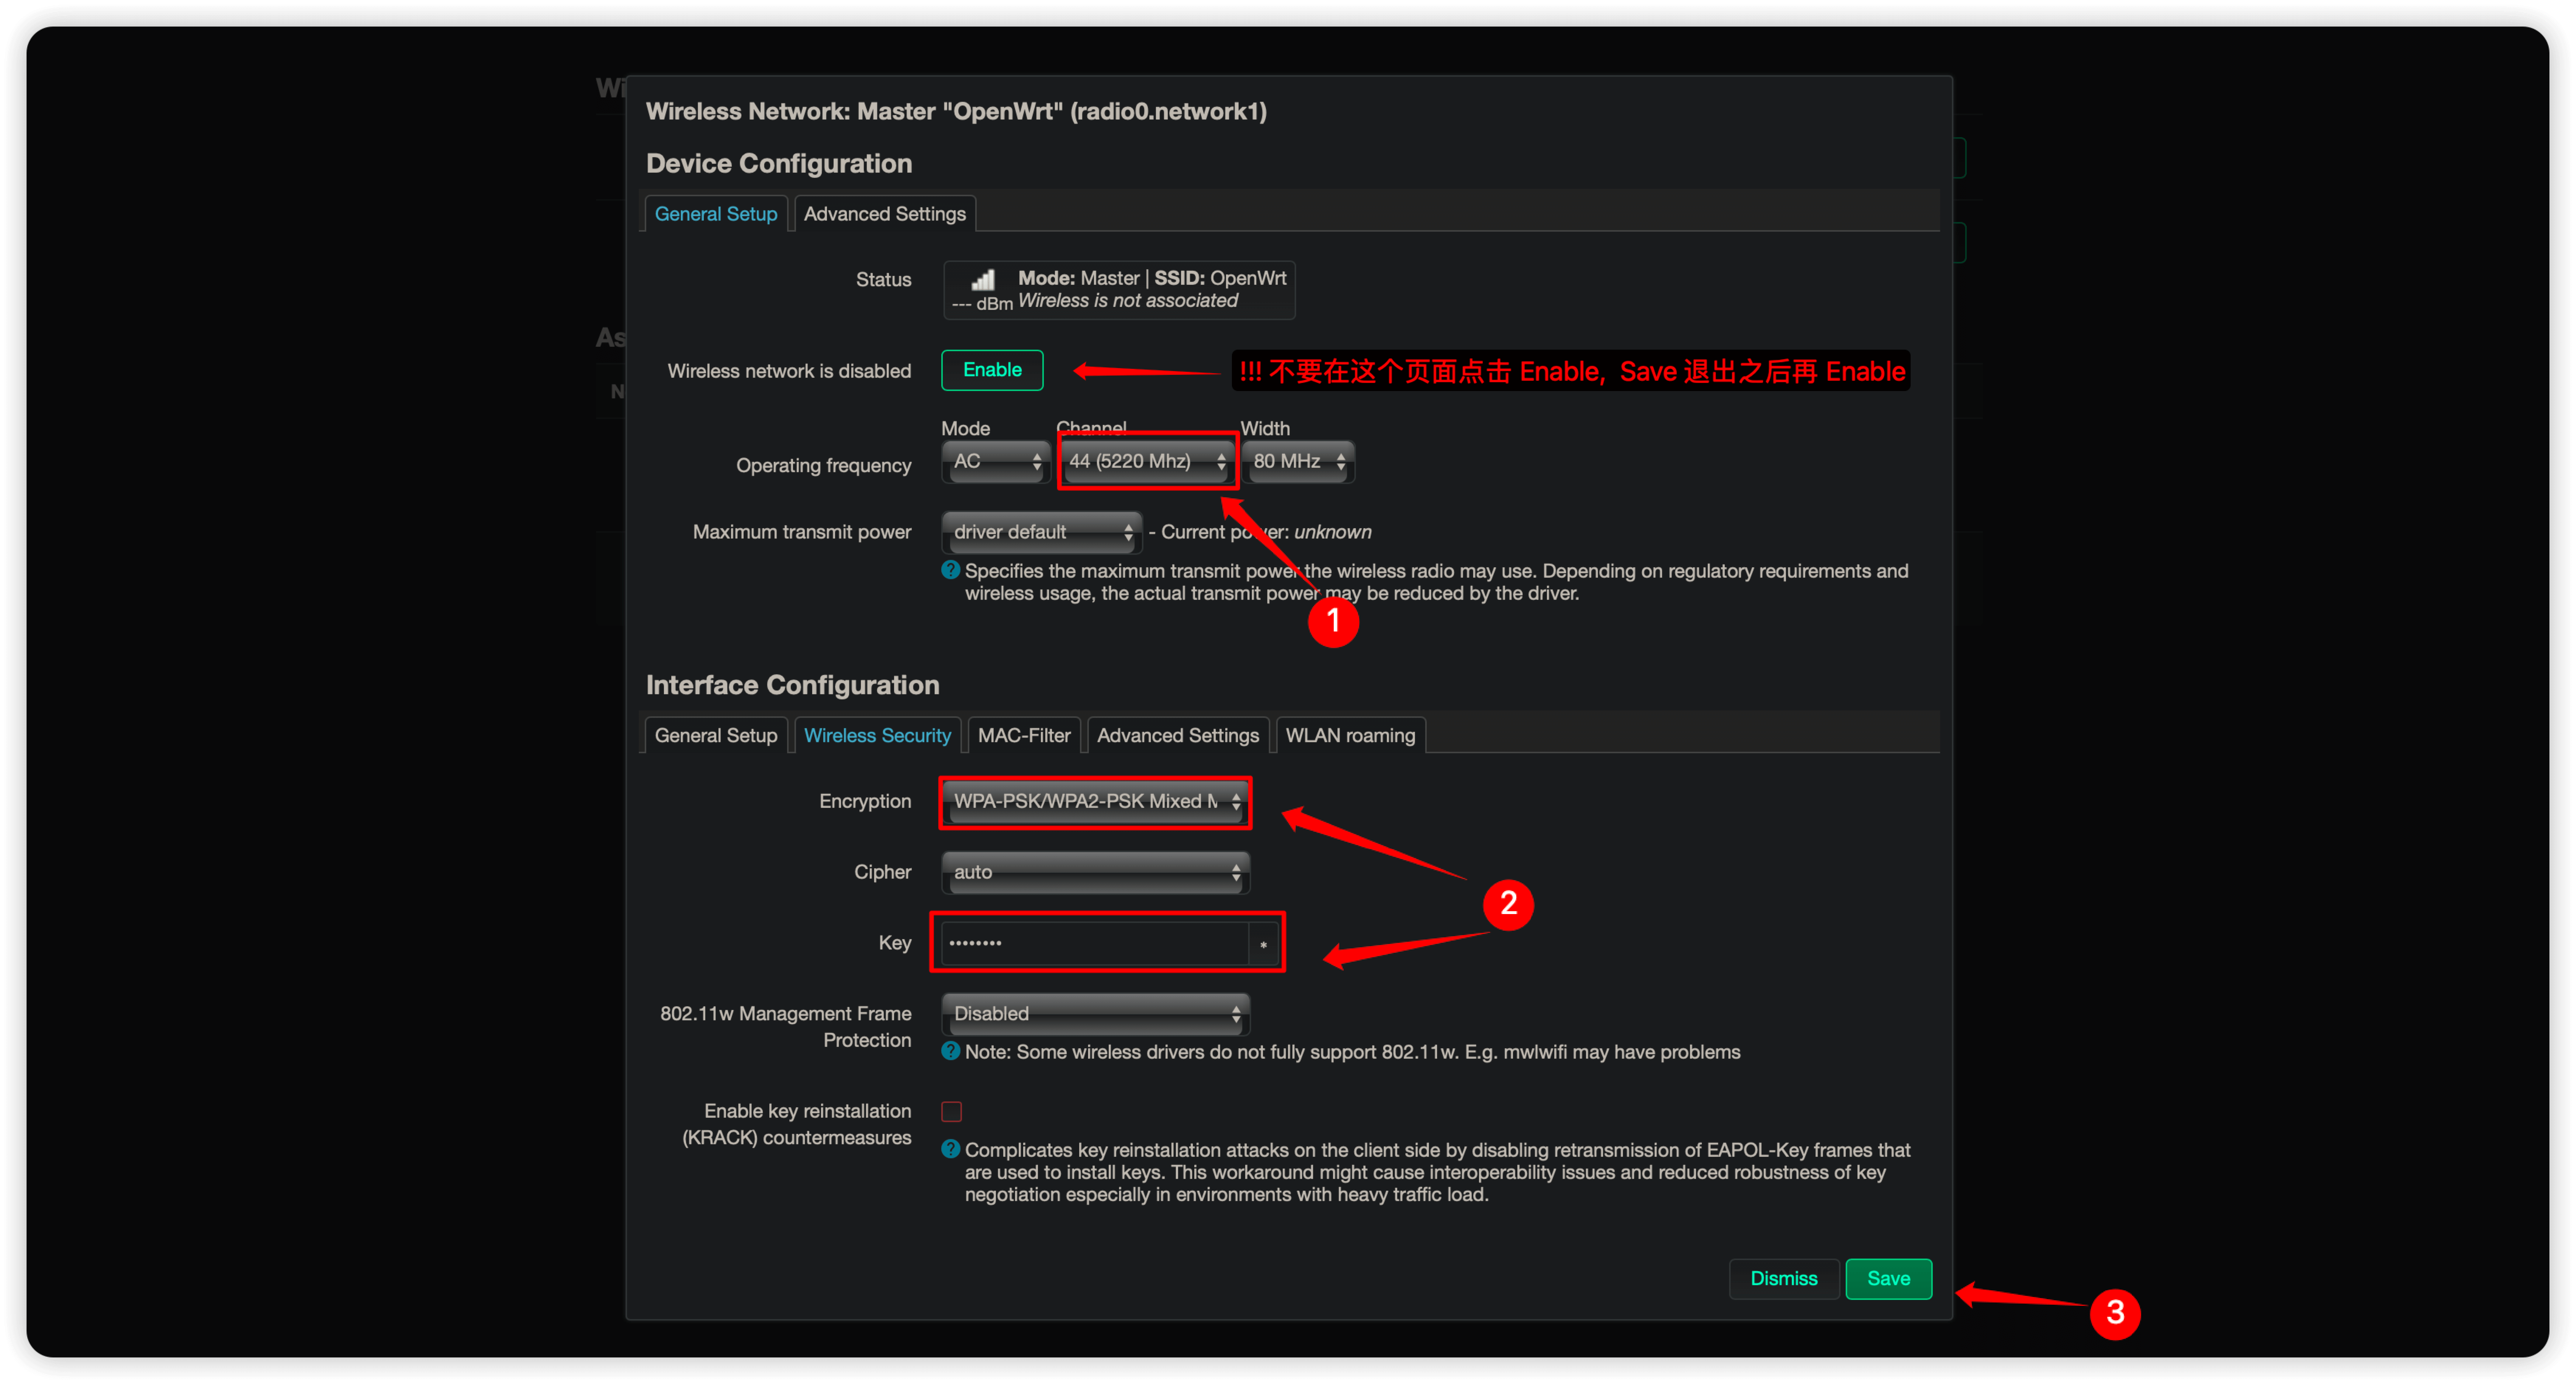 Wi
Wireless Network: Master "OpenWrt" (radio0.network1)
Device Configuration
General Setup
Advanced Settings
Status
Mode: Master | SSID: OpenWrt
--- dBm Wireless is not associated
As
Wireless network is disabled
Enable
!!! 不要在这个页面点击 Enable, Save 退出之后再 Enable
N
Mode
Channel
Width
Operating frequency
AC
44 (5220 Mhz)
80 MHz
Maximum transmit power
driver default
- Current power: unknown
Specifies the maximum transmit power the wireless radio may use. Depending on regulatory requirements and
wireless usage, the actual transmit power may be reduced by the driver.
1
Interface Configuration
General Setup
Wireless Security
MAC-Filter
Advanced Settings
WLAN roaming
Encryption
WPA-PSK/WPA2-PSK Mixed M
Cipher
auto
2
Key
••••••••
*
802.11w Management Frame
Protection
Disabled
Note: Some wireless drivers do not fully support 802.11w. E.g. mwlwifi may have problems
Enable key reinstallation
(KRACK) countermeasures
Complicates key reinstallation attacks on the client side by disabling retransmission of EAPOL-Key frames that
are used to install keys. This workaround might cause interoperability issues and reduced robustness of key
negotiation especially in environments with heavy traffic load.
Dismiss
Save
3